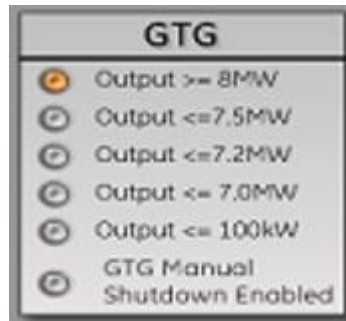 GTG
Output >= 8MW
Output <=7.5MW
Output <=7.2MW
Output <= 7.0MW
Output <= 100kW
GTG Manual
Shutdown Enabled